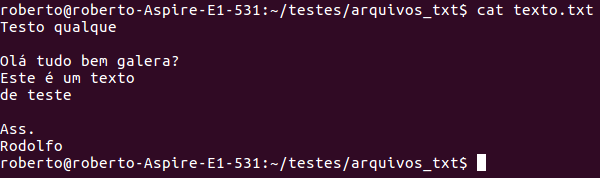 roberto@roberto-Aspire-E1-531:~/testes/arquivos_txt$ cat texto.txt
Testo qualque

Olá tudo bem galera?
Este é um texto
de teste

Ass.
Rodolfo
roberto@roberto-Aspire-E1-531:~/testes/arquivos_txt$